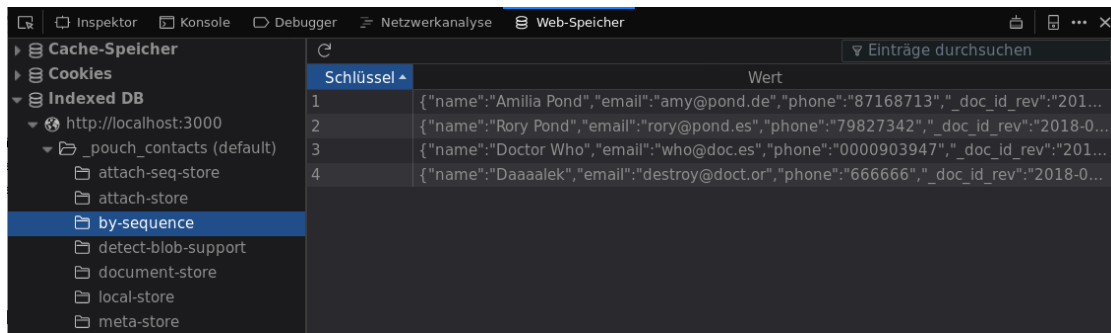 Inspektor Konsole Debugger Netzwerkanalyse Web-Speicher
Cache-Speicher
Cookies
Indexed DB
http://localhost:3000
_pouch_contacts (default)
attach-seq-store
attach-store
by-sequence
detect-blob-support
document-store
local-store
meta-store
Einträge durchsuchen
Schlüssel Wert
1 {"name":"Amilia Pond","email":"amy@pond.de","phone":"87168713","_doc_id_rev":"201...
2 {"name":"Rory Pond","email":"rory@pond.es","phone":"79827342","_doc_id_rev":"2018-0...
3 {"name":"Doctor Who","email":"who@doc.es","phone":"0000903947","_doc_id_rev":"201...
4 {"name":"Daaaalek","email":"destroy@doct.or","phone":"666666","_doc_id_rev":"2018-0...